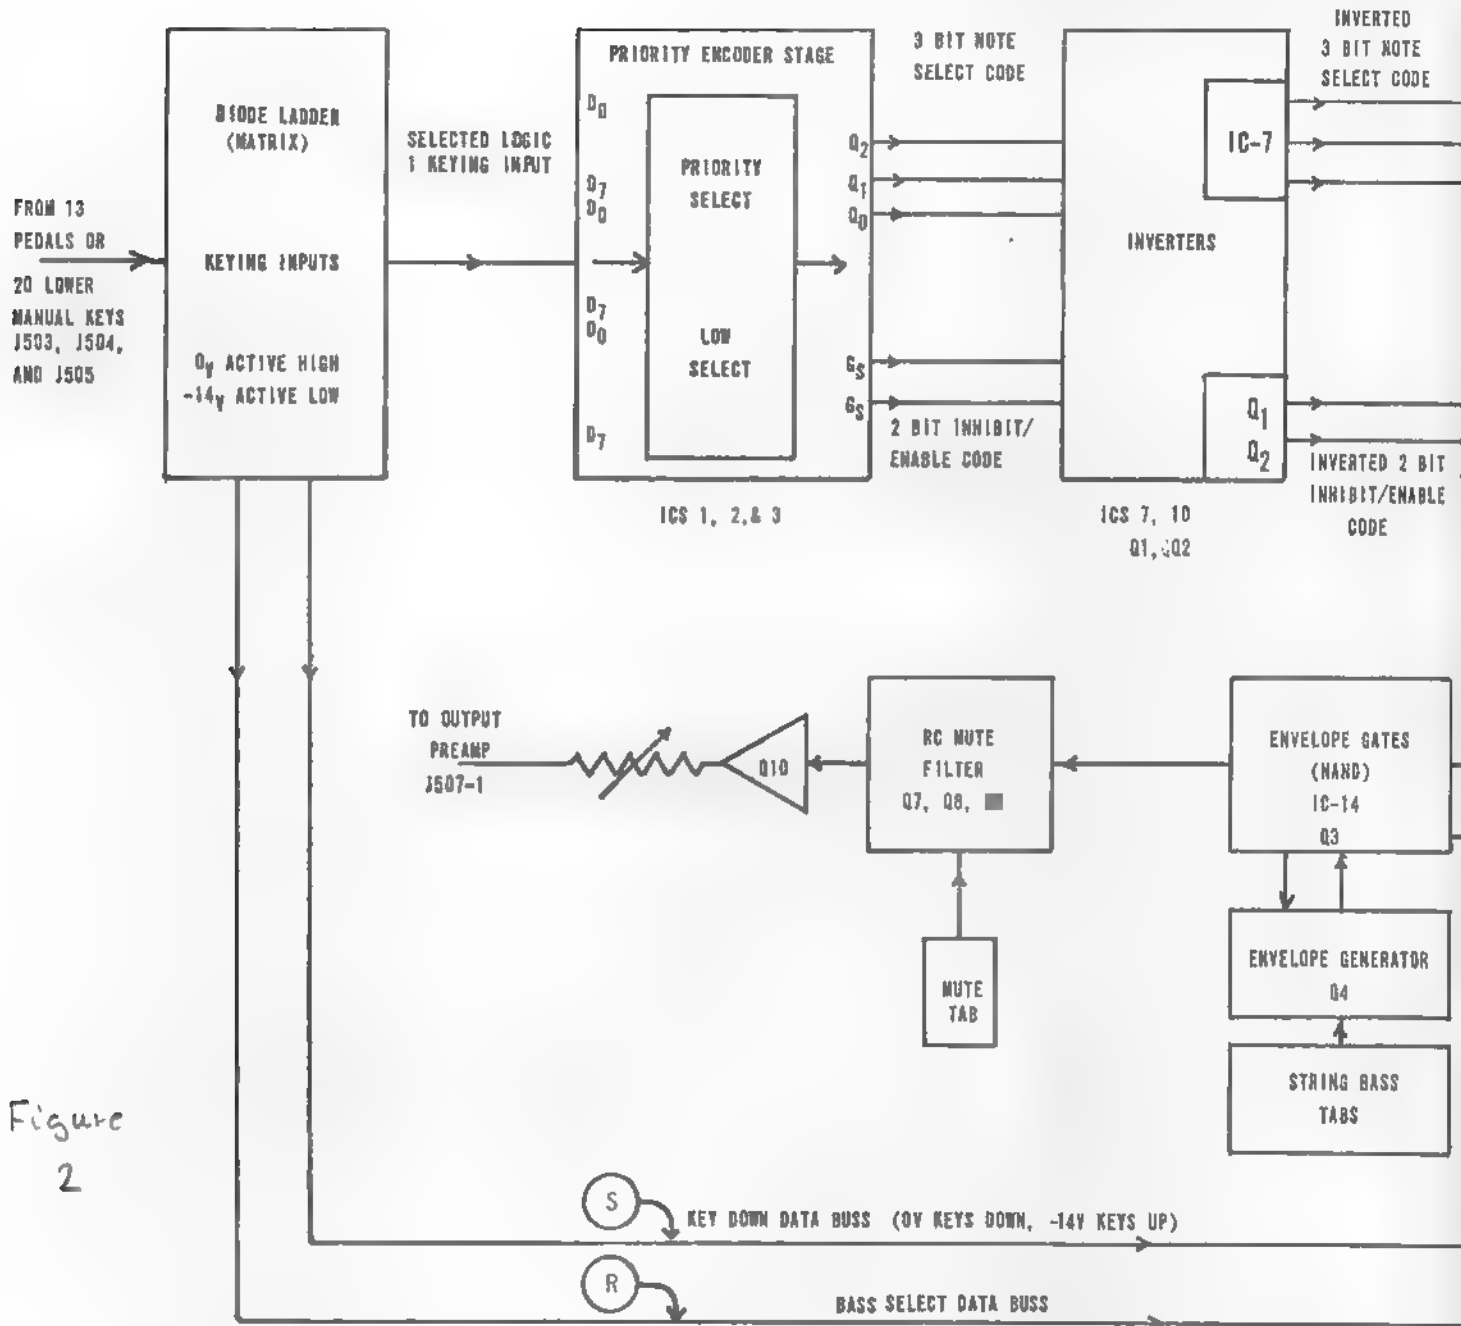 FROM 13
PEDALS OR
20 LOWER
MANUAL KEYS
J503, J504,
AND J505
DIODE LADDER
(MATRIX)
KEYING INPUTS
0V ACTIVE HIGH
-14V ACTIVE LOW
SELECTED LOGIC
1 KEYING INPUT
PRIORITY ENCODER STAGE
D0
D7
D0
D7
D0
D7
PRIORITY
SELECT
LOW
SELECT
Q2
Q1
Q0
GS
GS
ICS 1, 2,& 3
3 BIT NOTE
SELECT CODE
2 BIT INHIBIT/
ENABLE CODE
IC-7
INVERTERS
Q1
Q2
ICS 7, 10
Q1, Q2
INVERTED
3 BIT NOTE
SELECT CODE
INVERTED 2 BIT
INHIBIT/ENABLE
CODE
TO OUTPUT
PREAMP
J507-1
Q10
RC MUTE
FILTER
Q7, Q8,
MUTE
TAB
ENVELOPE GATES
(NAND)
IC-14
Q3
ENVELOPE GENERATOR
Q4
STRING BASS
TABS
Figure
2
S
KEY DOWN DATA BUSS (0V KEYS DOWN, -14V KEYS UP)
R
BASS SELECT DATA BUSS